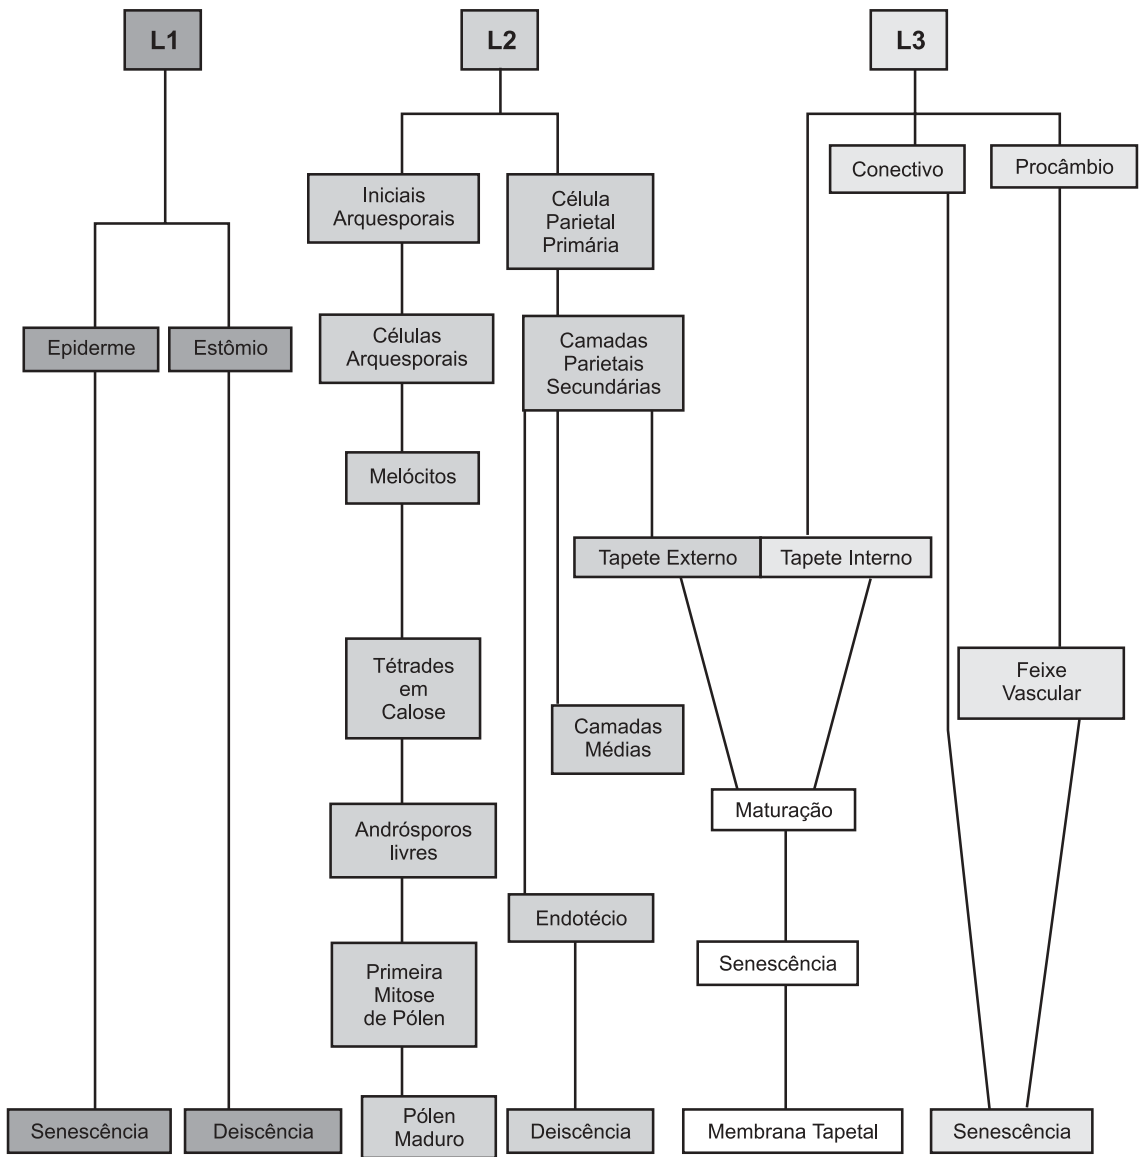 L1
L2
L3
Conectivo
Procâmbio
Iniciais
Arquesporais
Célula
Parietal
Primária
Epiderme
Estômio
Células
Arquesporais
Camadas
Parietais
Secundárias
Melócitos
Tapete Externo
Tapete Interno
Tétrades
em
Calose
Feixe
Vascular
Camadas
Médias
Maturação
Andrósporos
livres
Endotécio
Senescência
Primeira
Mitose
de Pólen
Senescência
Deiscência
Pólen
Maduro
Deiscência
Membrana Tapetal
Senescência